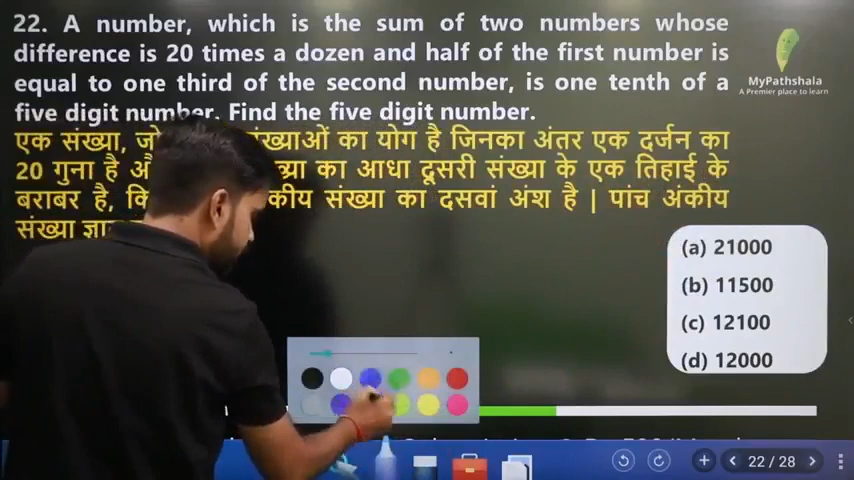 22. A number, which is the sum of two numbers whose
difference is 20 times a dozen and half of the first number is
equal to one third of the second number, is one tenth of a
five digit number. Find the five digit number.
एक संख्या, जो संख्याओं का योग है जिनका अंतर एक दर्जन का
20 गुना है का आधा दूसरी संख्या के एक तिहाई के
बराबर है, संख्या का दसवां अंश है | पांच अंकीय
संख्या
(a) 21000
(b) 11500
(c) 12100
(d) 12000
MyPathshala
A Premier place to learn
22 / 28